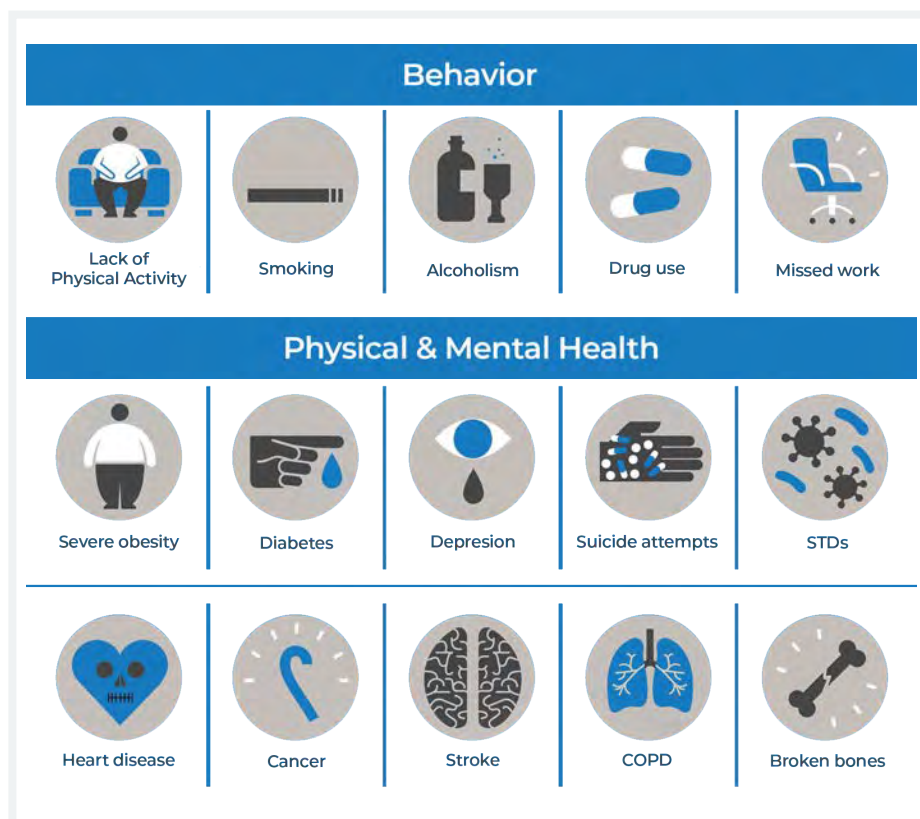 Behavior
Lack of
Physical Activity
Smoking
Alcoholism
Drug use
Missed work
Physical & Mental Health
Severe obesity
Diabetes
Depresion
Suicide attempts
STDs
Heart disease
Cancer
Stroke
COPD
Broken bones